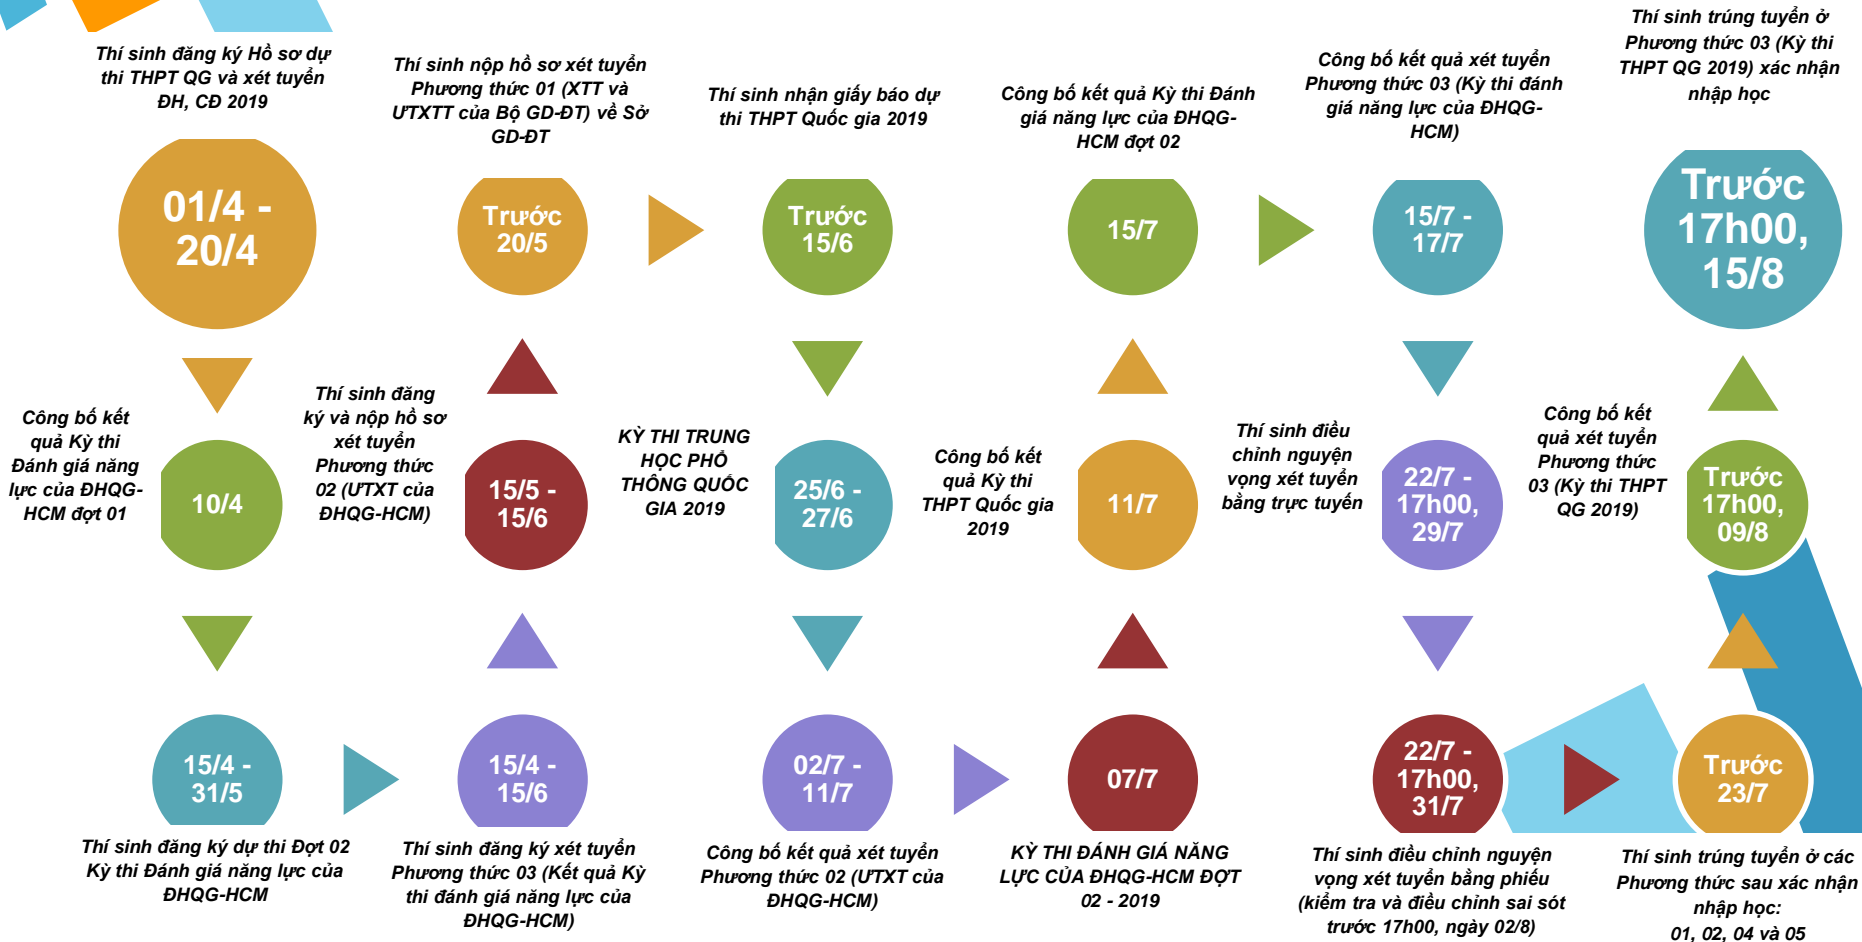 Thí sinh đăng ký Hồ sơ dự
thi THPT QG và xét tuyển
ĐH, CĐ 2019
01/4 -
20/4
Công bố kết
quả Kỳ thi
Đánh giá năng
lực của ĐHQG-
HCM đợt 01
10/4
15/4 -
31/5
Thí sinh đăng ký dự thi Đợt 02
Kỳ thi Đánh giá năng lực của
ĐHQG-HCM
15/4 -
15/6
Thí sinh đăng ký xét tuyển
Phương thức 03 (Kết quả Kỳ
thi đánh giá năng lực của
ĐHQG-HCM)
Thí sinh đăng
ký và nộp hồ sơ
xét tuyển
Phương thức
02 (ƯTXT của
ĐHQG-HCM)
15/5 -
15/6
Thí sinh nộp hồ sơ xét tuyển
Phương thức 01 (XTT và
ƯTXTT của Bộ GD-ĐT) về Sở
GD-ĐT
Trước
20/5
Thí sinh nhận giấy báo dự
thi THPT Quốc gia 2019
Trước
15/6
KỲ THI TRUNG
HỌC PHỔ
THÔNG QUỐC
GIA 2019
25/6 -
27/6
02/7 -
11/7
Công bố kết quả xét tuyển
Phương thức 02 (ƯTXT của
ĐHQG-HCM)
07/7
KỲ THI ĐÁNH GIÁ NĂNG
LỰC CỦA ĐHQG-HCM ĐỢT
02 - 2019
Công bố kết
quả Kỳ thi
THPT Quốc gia
2019
11/7
Công bố kết quả Kỳ thi Đánh
giá năng lực của ĐHQG-
HCM đợt 02
15/7
Công bố kết quả xét tuyển
Phương thức 03 (Kỳ thi đánh
giá năng lực của ĐHQG-
HCM)
15/7 -
17/7
Thí sinh điều
chỉnh nguyện
vọng xét tuyển
bằng trực tuyến
22/7 -
17h00,
29/7
22/7 -
17h00,
31/7
Thí sinh điều chỉnh nguyện
vọng xét tuyển bằng phiếu
(kiểm tra và điều chỉnh sai sót
trước 17h00, ngày 02/8)
Trước
23/7
Thí sinh trúng tuyển ở các
Phương thức sau xác nhận
nhập học:
01, 02, 04 và 05
Công bố kết
quả xét tuyển
Phương thức
03 (Kỳ thi THPT
QG 2019)
Trước
17h00,
09/8
Thí sinh trúng tuyển ở
Phương thức 03 (Kỳ thi
THPT QG 2019) xác nhận
nhập học
Trước
17h00,
15/8